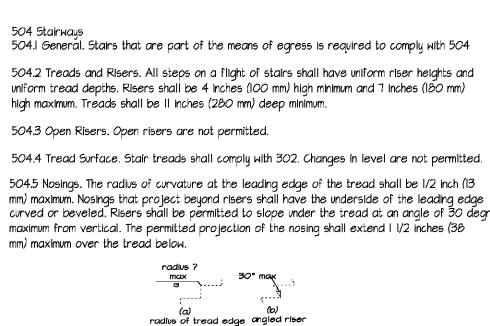 504 Stairways
504.1 General. Stairs that are part of the means of egress is required to comply with 504
504.2 Treads and Risers. All steps on a flight of stairs shall have uniform riser heights and
uniform tread depths. Risers shall be 4 inches (100 mm) high minimum and 7 inches (180 mm)
high maximum. Treads shall be 11 inches (280 mm) deep minimum.
504.3 Open Risers. Open risers are not permitted.
504.4 Tread Surface. Stair treads shall comply with 302. Changes in level are not permitted.
504.5 Nosings. The radius of curvature at the leading edge of the tread shall be 1/2 inch (13
mm) maximum. Nosings that project beyond risers shall have the underside of the leading edge
curved or beveled. Risers shall be permitted to slope under the tread at an angle of 30 degr
maximum from vertical. The permitted projection of the nosing shall extend 1 1/2 inches (38
mm) maximum over the tread below.
radius ?
max
13
30° max
(a)
radius of tread edge
(b)
angled riser